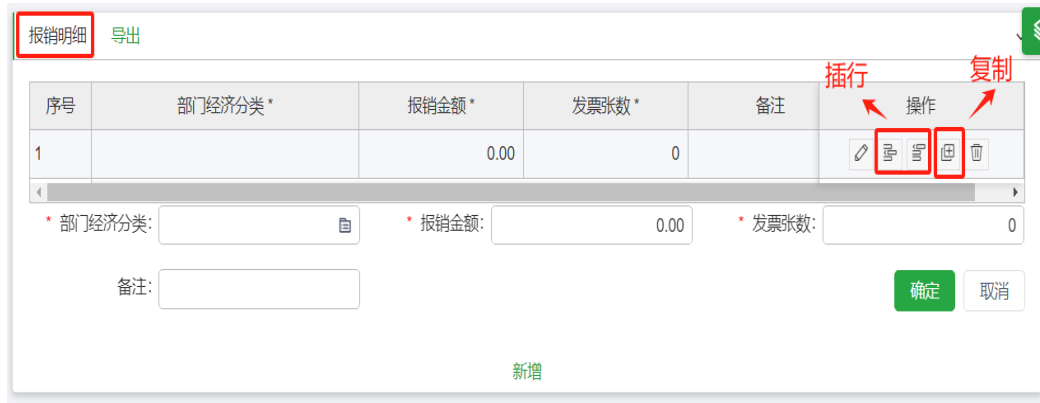 报销明细 导出
插行 复制
序号 部门经济分类 * 报销金额 * 发票张数 * 备注 操作
1 0.00 0
* 部门经济分类: * 报销金额: 0.00 * 发票张数: 0
备注: 确定 取消
新增